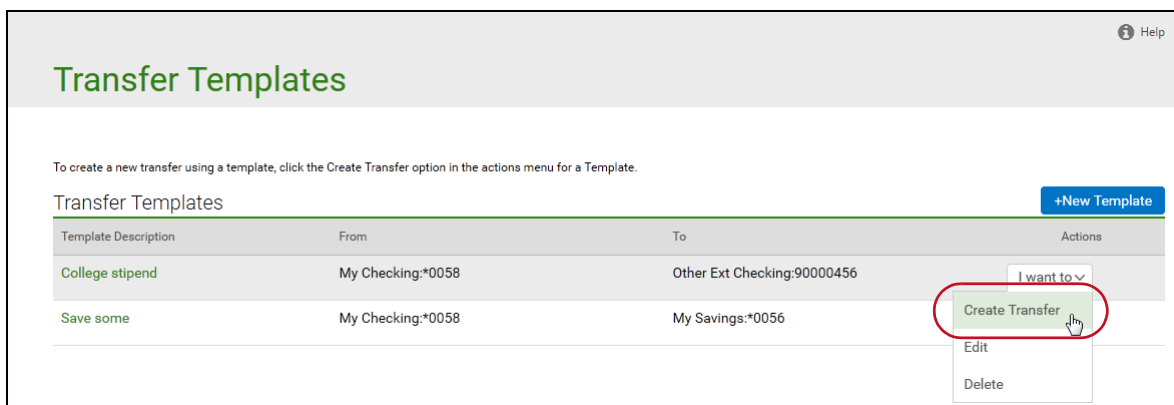 Help
Transfer Templates
To create a new transfer using a template, click the Create Transfer option in the actions menu for a Template.
Transfer Templates +New Template
Template Description From To Actions
College stipend My Checking:*0058 Other Ext Checking:90000456 I want to
Create Transfer
Save some My Checking:*0058 My Savings:*0056
Edit
Delete